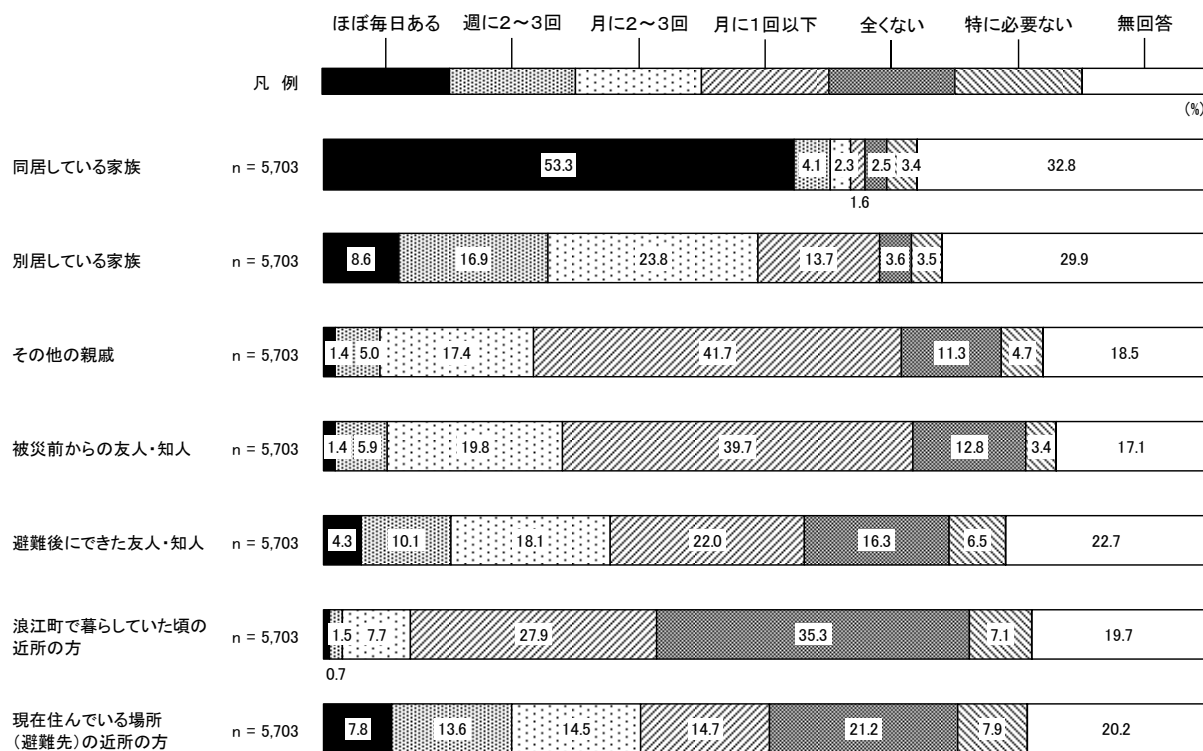 ほぼ毎日ある 週に2～3回 月に2～3回 月に1回以下 全くない 特に必要ない 無回答
凡 例
(%)
同居している家族 n = 5,703 53.3 4.1 2.3 2.5 3.4 32.8
1.6
別居している家族 n = 5,703 8.6 16.9 23.8 13.7 3.6 3.5 29.9
その他の親戚 n = 5,703 1.4 5.0 17.4 41.7 11.3 4.7 18.5
被災前からの友人・知人 n = 5,703 1.4 5.9 19.8 39.7 12.8 3.4 17.1
避難後にできた友人・知人 n = 5,703 4.3 10.1 18.1 22.0 16.3 6.5 22.7
浪江町で暮らしていた頃の
近所の方 n = 5,703 1.5 7.7 27.9 35.3 7.1 19.7
0.7
現在住んでいる場所
（避難先）の近所の方 n = 5,703 7.8 13.6 14.5 14.7 21.2 7.9 20.2